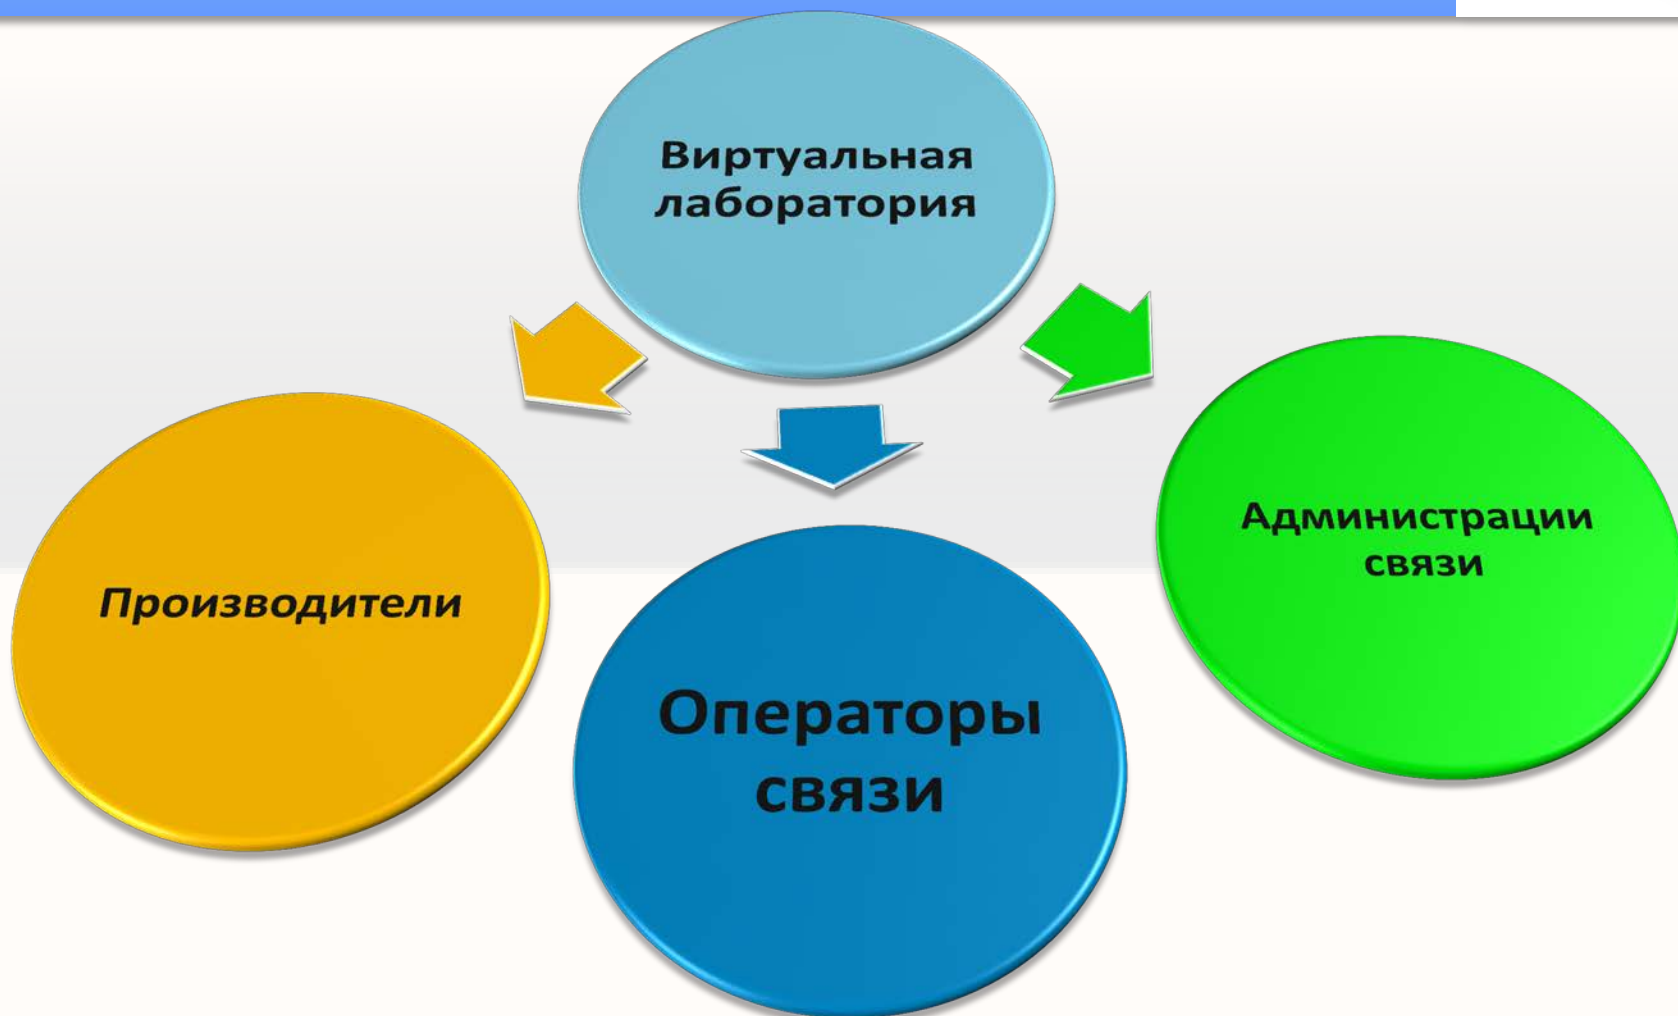 Виртуальная
лаборатория
Производители
Операторы
связи
Администрации
связи